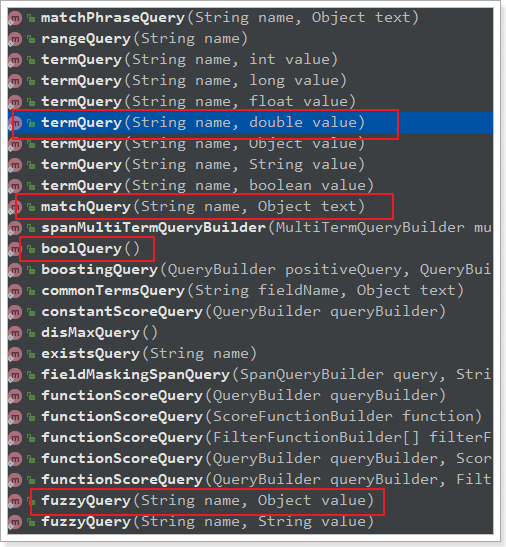 matchPhraseQuery(String name, Object text)
rangeQuery(String name)
termQuery(String name, int value)
termQuery(String name, long value)
termQuery(String name, float value)
termQuery(String name, double value)
termQuery(String name, Object value)
termQuery(String name, String value)
termQuery(String name, boolean value)
matchQuery(String name, Object text)
spanMultiTermQueryBuilder(MultiTermQueryBuilder mu
boolQuery()
boostingQuery(QueryBuilder positiveQuery, QueryBui
commonTermsQuery(String fieldName, Object text)
constantScoreQuery(QueryBuilder queryBuilder)
disMaxQuery()
existsQuery(String name)
fieldMaskingSpanQuery(SpanQueryBuilder query, Stri
functionScoreQuery(QueryBuilder queryBuilder)
functionScoreQuery(ScoreFunctionBuilder function)
functionScoreQuery(FilterFunctionBuilder[] filterF
functionScoreQuery(QueryBuilder queryBuilder, Scor
functionScoreQuery(QueryBuilder queryBuilder, Filt
fuzzyQuery(String name, Object value)
fuzzyQuery(String name, String value)